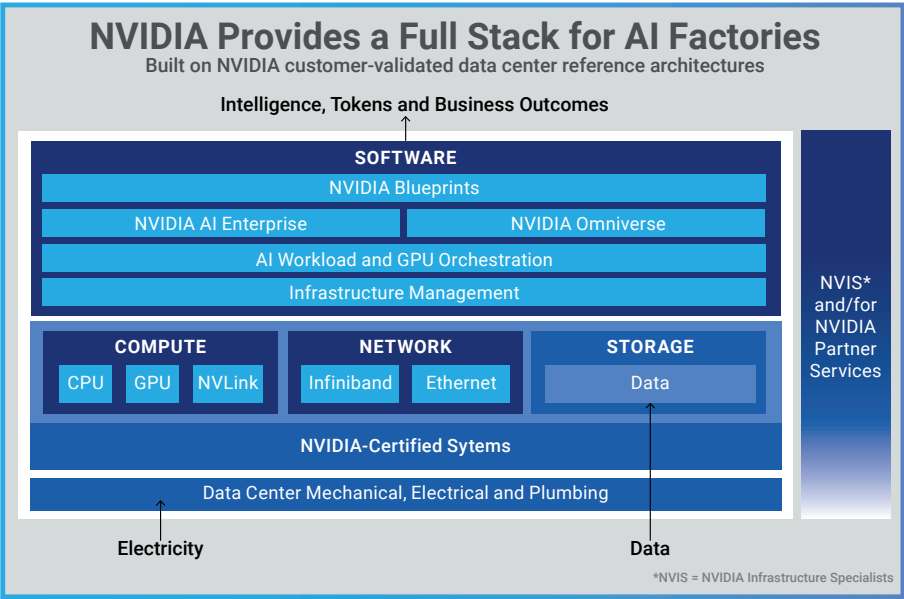 NVIDIA Provides a Full Stack for AI Factories
Built on NVIDIA customer-validated data center reference architectures
Intelligence, Tokens and Business Outcomes
SOFTWARE
NVIDIA Blueprints
NVIDIA AI Enterprise
NVIDIA Omniverse
AI Workload and GPU Orchestration
Infrastructure Management
COMPUTE
CPU
GPU
NVLink
NETWORK
Infiniband
Ethernet
STORAGE
Data
NVIDIA-Certified Sytems
Data Center Mechanical, Electrical and Plumbing
Electricity
Data
NVIS*
and/for
NVIDIA
Partner
Services
*NVIS = NVIDIA Infrastructure Specialists